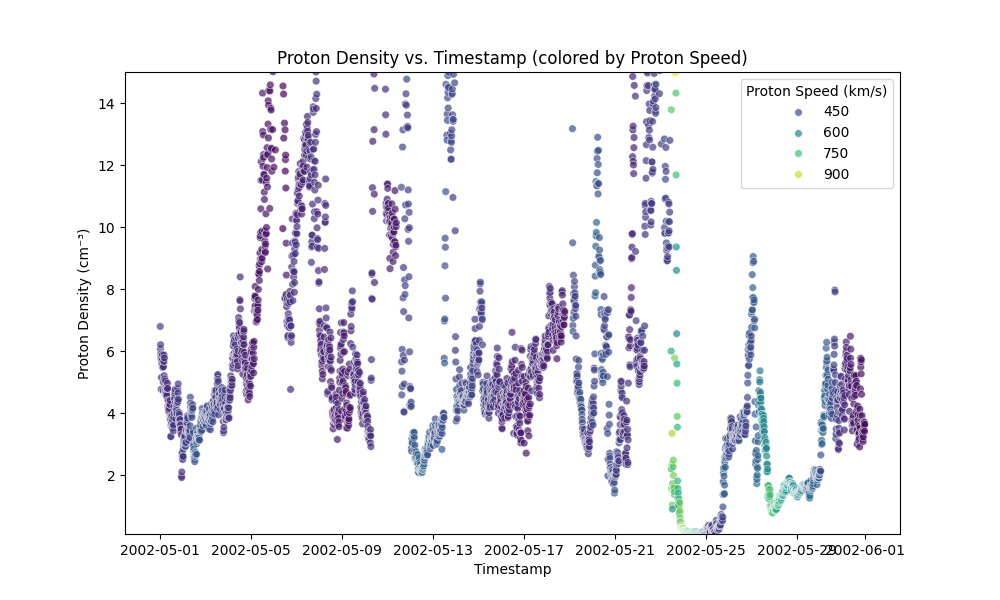 Proton Density vs. Timestamp (colored by Proton Speed)
Proton Density (cm⁻³)
14
12
10
8
6
4
2
Proton Speed (km/s)
450
600
750
900
2002-05-01 2002-05-05 2002-05-09 2002-05-13 2002-05-17 2002-05-21 2002-05-25 2002-05-29 2002-06-01
Timestamp